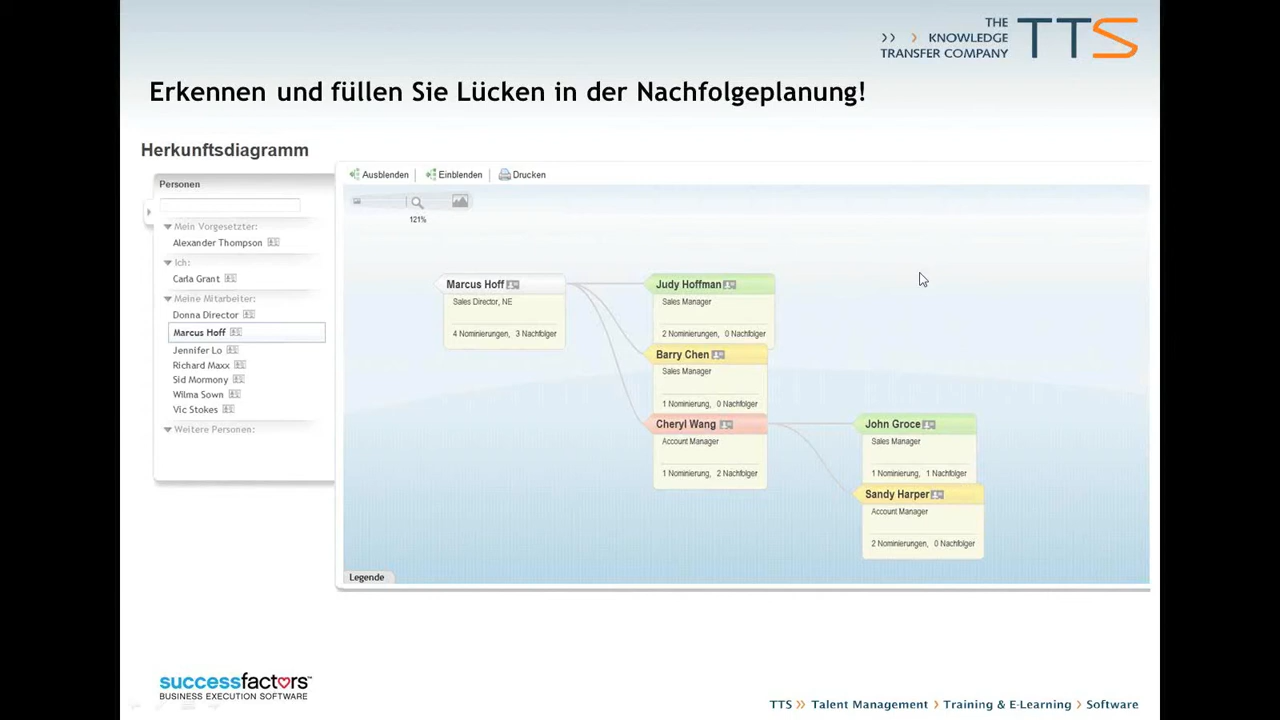 THE
>> > KNOWLEDGE
TRANSFER COMPANY
TTS
Erkennen und füllen Sie Lücken in der Nachfolgeplanung!
Herkunftsdiagramm
Personen
Mein Vorgesetzter:
Alexander Thompson
Ich:
Carla Grant
Meine Mitarbeiter:
Donna Director
Marcus Hoff
Jennifer Lo
Richard Maxx
Sid Mormony
Wilma Sown
Vic Stokes
Weitere Personen:
Ausblenden | Einblenden | Drucken
121%
Marcus Hoff
Sales Director, NE
4 Nominierungen, 3 Nachfolger
Judy Hoffman
Sales Manager
2 Nominierungen, 0 Nachfolger
Barry Chen
Sales Manager
1 Nominierung, 0 Nachfolger
Cheryl Wang
Account Manager
1 Nominierung, 2 Nachfolger
John Groce
Sales Manager
1 Nominierung, 1 Nachfolger
Sandy Harper
Account Manager
2 Nominierungen, 0 Nachfolger
Legende
successfactors™
BUSINESS EXECUTION SOFTWARE
TTS >> Talent Management > Training & E-Learning > Software